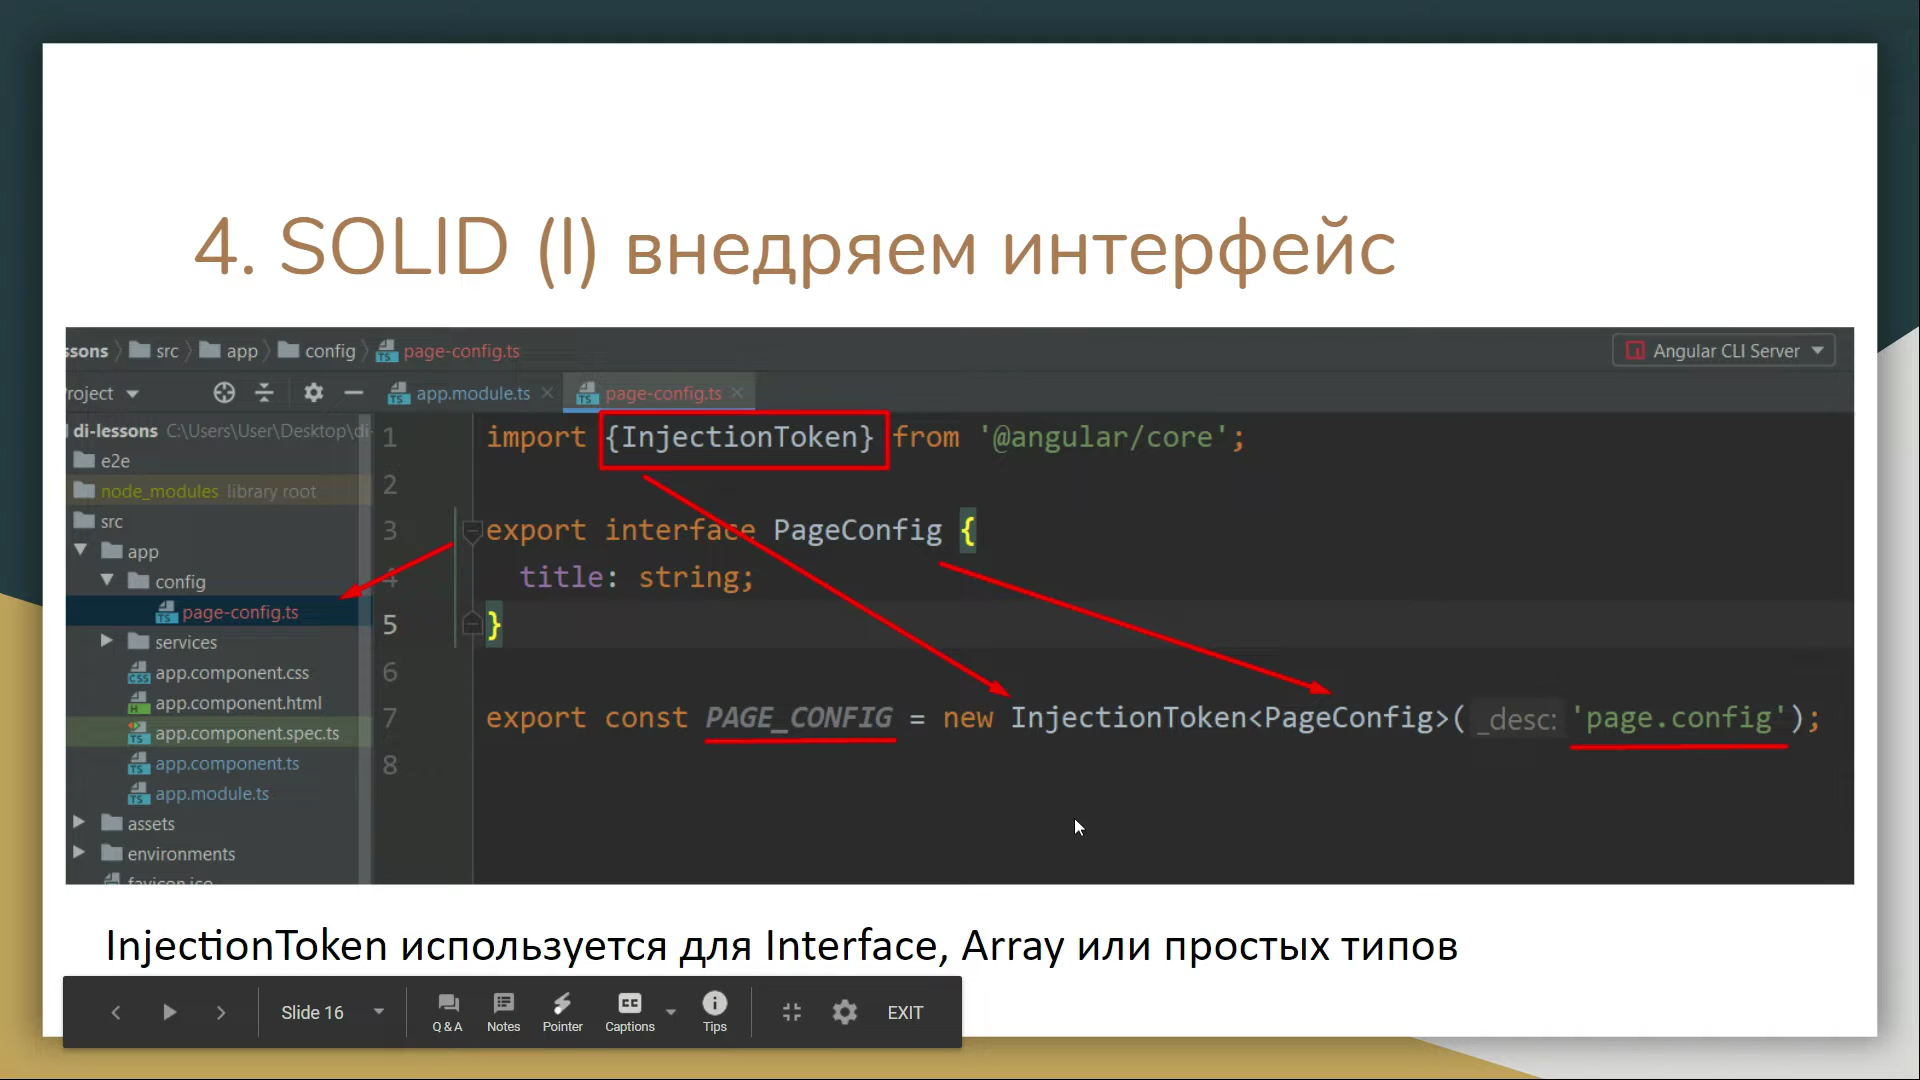 4. SOLID (I) внедряем интерфейс
ssons src app config page-config.ts
Angular CLI Server
roject
app.module.ts page-config.ts
di-lessons C:\Users\User\Desktop\di-
e2e
node_modules library root
src
app
config
page-config.ts
services
app.component.css
app.component.html
app.component.spec.ts
app.component.ts
app.module.ts
assets
environments
favicon.ico
1 import {InjectionToken} from '@angular/core';
2
3 export interface PageConfig {
4 title: string;
5 }
6
7 export const PAGE_CONFIG = new InjectionToken<PageConfig>( _desc: 'page.config');
8
InjectionToken используется для Interface, Array или простых типов
Slide 16
Q & A Notes Pointer Captions Tips
EXIT